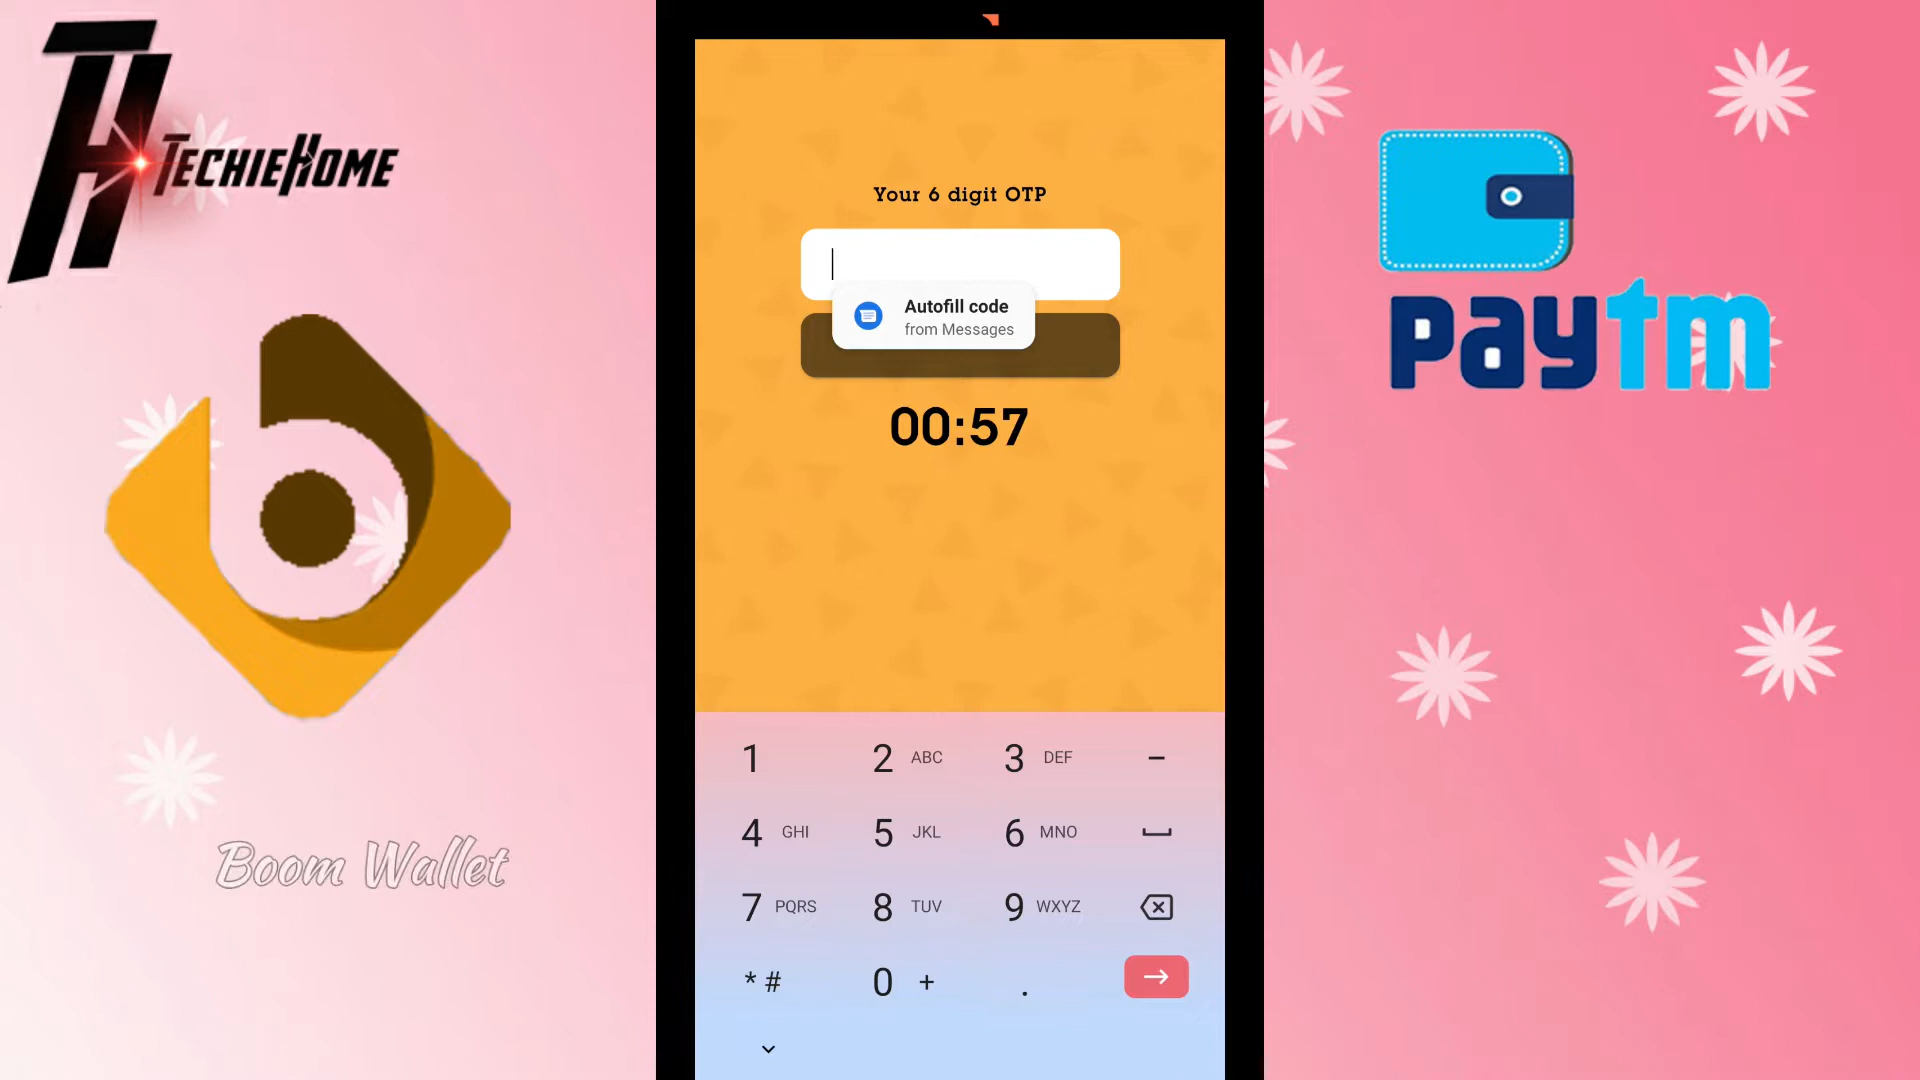 TECHIEHOME
Boom Wallet
Your 6 digit OTP
Autofill code
from Messages
00:57
1
2 ABC
3 DEF
-
4 GHI
5 JKL
6 MNO
7 PQRS
8 TUV
9 WXYZ
* #
0 +
.
paytm